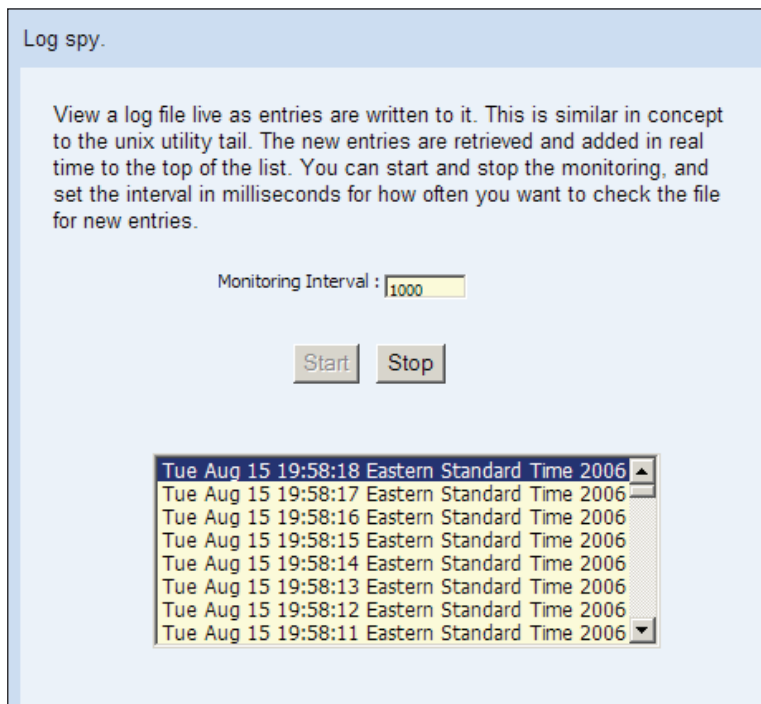 Log spy.
View a log file live as entries are written to it. This is similar in concept
to the unix utility tail. The new entries are retrieved and added in real
time to the top of the list. You can start and stop the monitoring, and
set the interval in milliseconds for how often you want to check the file
for new entries.
Monitoring Interval : 1000
Start Stop
Tue Aug 15 19:58:18 Eastern Standard Time 2006
Tue Aug 15 19:58:17 Eastern Standard Time 2006
Tue Aug 15 19:58:16 Eastern Standard Time 2006
Tue Aug 15 19:58:15 Eastern Standard Time 2006
Tue Aug 15 19:58:14 Eastern Standard Time 2006
Tue Aug 15 19:58:13 Eastern Standard Time 2006
Tue Aug 15 19:58:12 Eastern Standard Time 2006
Tue Aug 15 19:58:11 Eastern Standard Time 2006